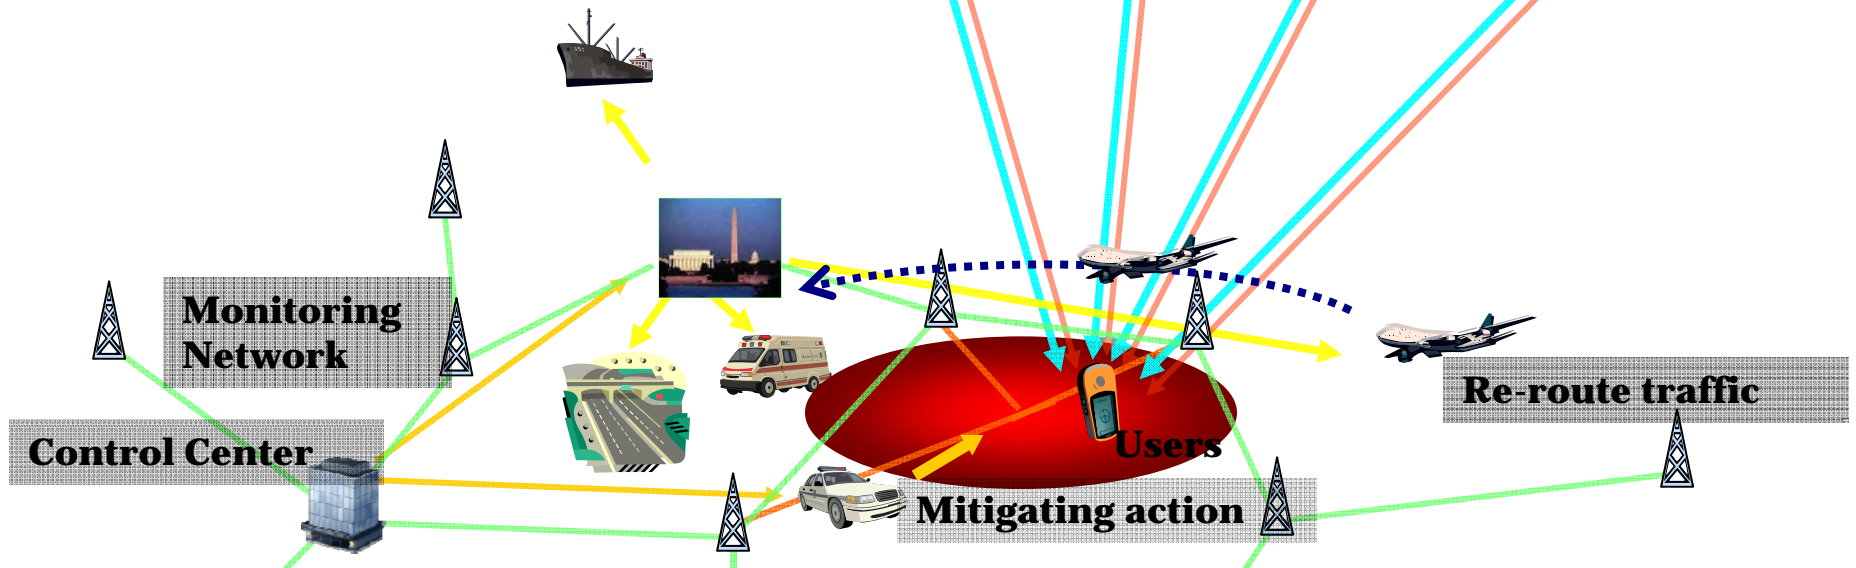 Monitoring
Network
Control Center
Re-route traffic
Users
Mitigating action